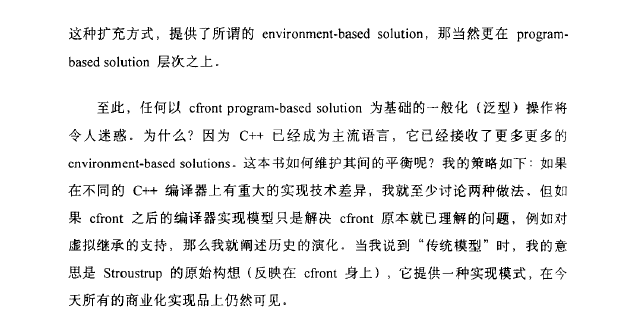 这种扩充方式，提供了所谓的 environment-based solution，那当然更在 program-
based solution 层次之上。
至此，任何以 cfront program-based solution 为基础的一般化（泛型）操作将
令人迷惑。为什么？因为 C++ 已经成为主流语言，它已经接收了更多更多的
environment-based solutions。这本书如何维护其间的平衡呢？我的策略如下：如果
在不同的 C++ 编译器上有重大的实现技术差异，我就至少讨论两种做法、但如
果 cfront 之后的编译器实现模型只是解决 cfront 原本就已理解的问题，例如对
虚拟继承的支持，那么我就阐述历史的演化。当我说到“传统模型”时，我的意
思是 Stroustrup 的原始构想（反映在 cfront 身上），它提供一种实现模式，在今
天所有的商业化实现品上仍然可见。